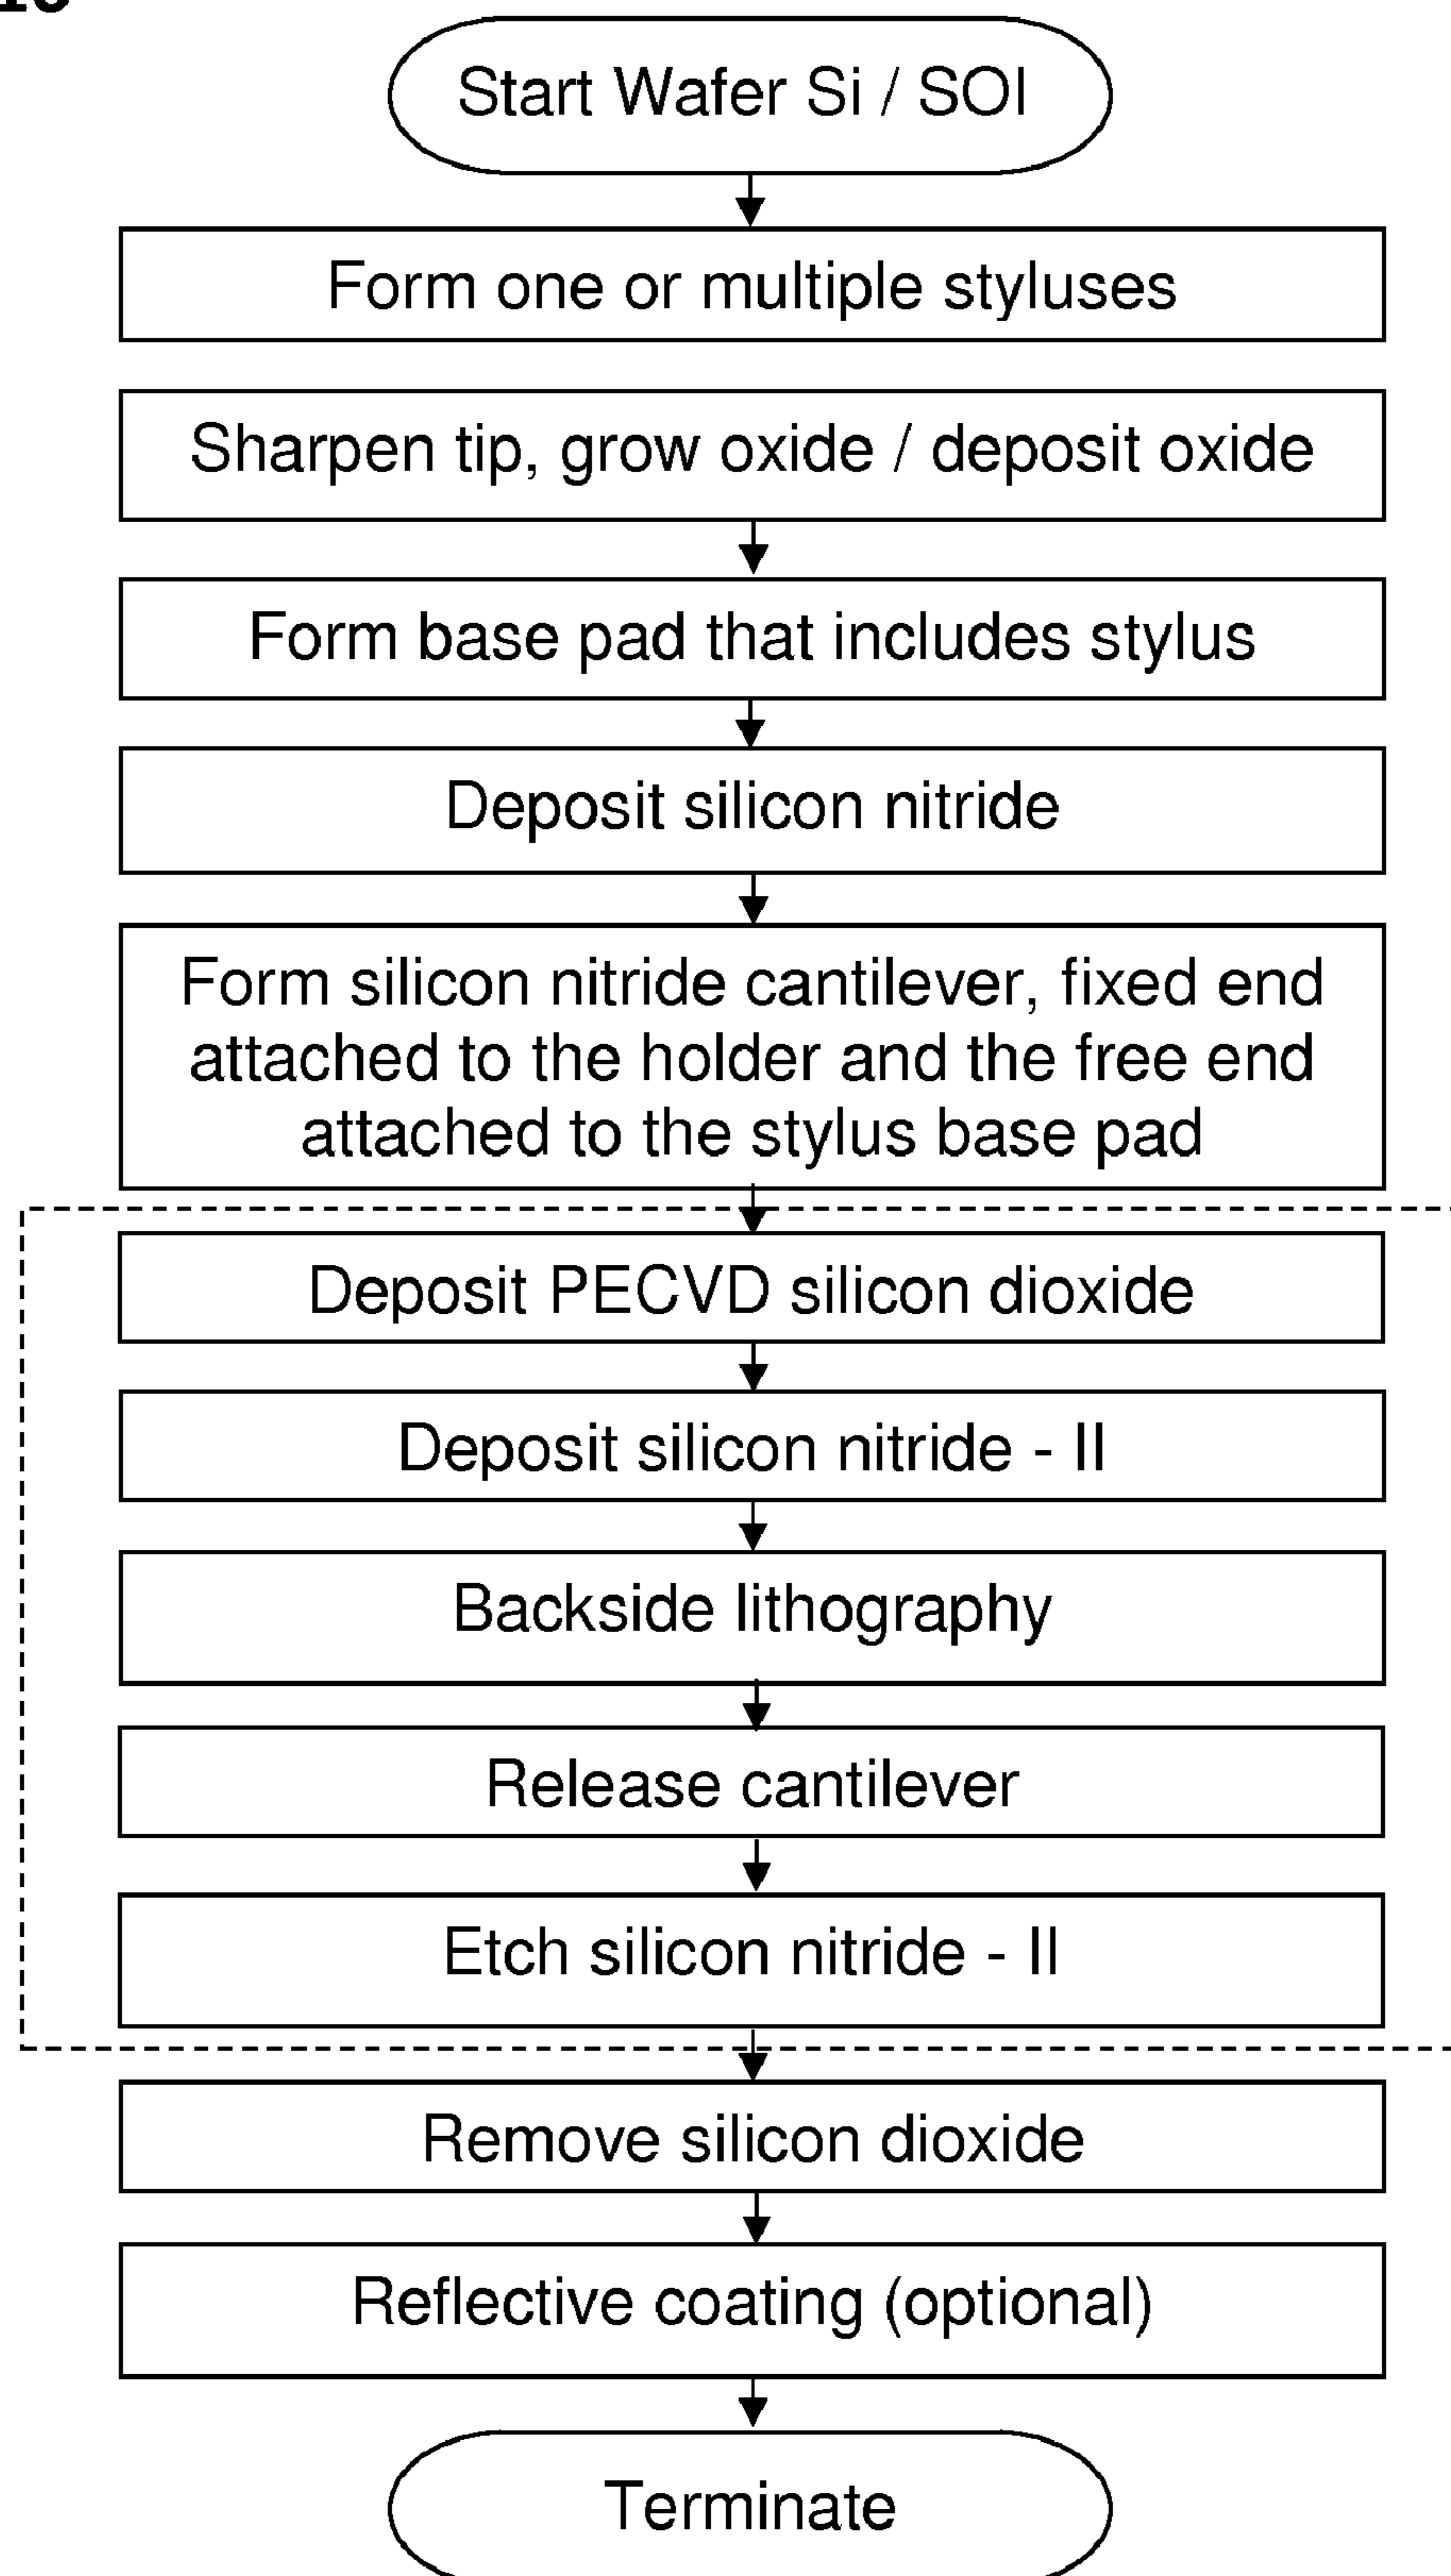 Start Wafer Si / SOI
Form one or multiple styluses
Sharpen tip, grow oxide / deposit oxide
Form base pad that includes stylus
Deposit silicon nitride
Form silicon nitride cantilever, fixed end
attached to the holder and the free end
attached to the stylus base pad
Deposit PECVD silicon dioxide
Deposit silicon nitride - II
Backside lithography
Release cantilever
Etch silicon nitride - II
Remove silicon dioxide
Reflective coating (optional)
Terminate